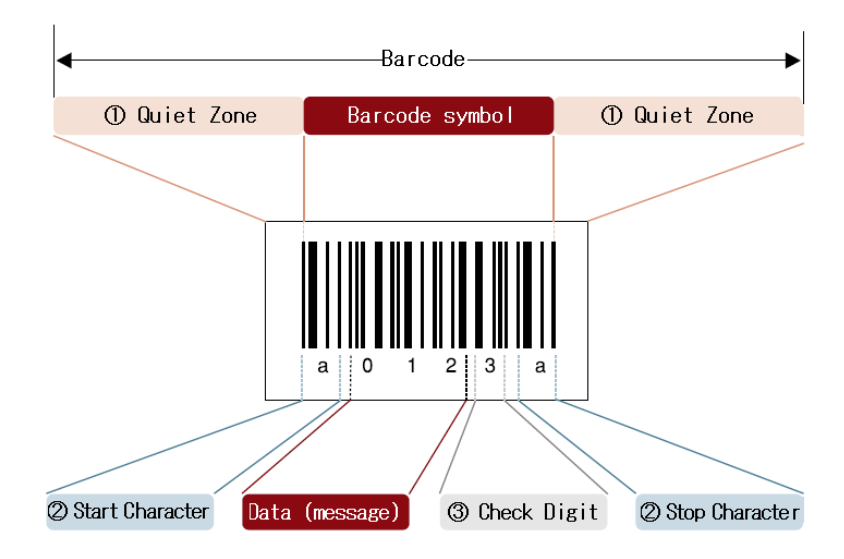 Barcode
① Quiet Zone Barcode symbol ① Quiet Zone
a 0 1 2 3 a
② Start Character Data (message) ③ Check Digit ② Stop Character